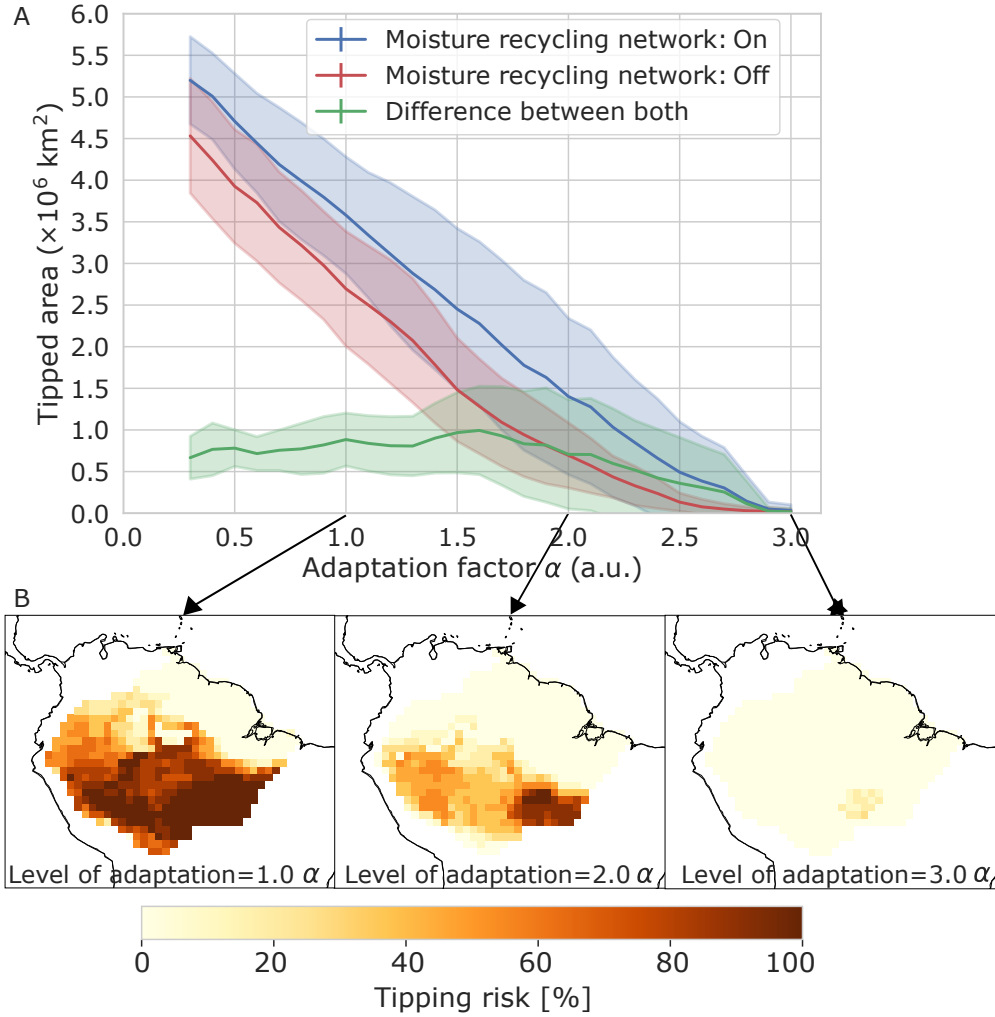 A
6.0
5.5
5.0
4.5
4.0
3.5
3.0
2.5
2.0
1.5
1.0
0.5
0.0
Tipped area (×10⁶ km²)
Moisture recycling network: On
Moisture recycling network: Off
Difference between both
0.0 0.5 1.0 1.5 2.0 2.5 3.0
Adaptation factor α (a.u.)
B
Level of adaptation=1.0 α
Level of adaptation=2.0 α
Level of adaptation=3.0 α
0 20 40 60 80 100
Tipping risk [%]